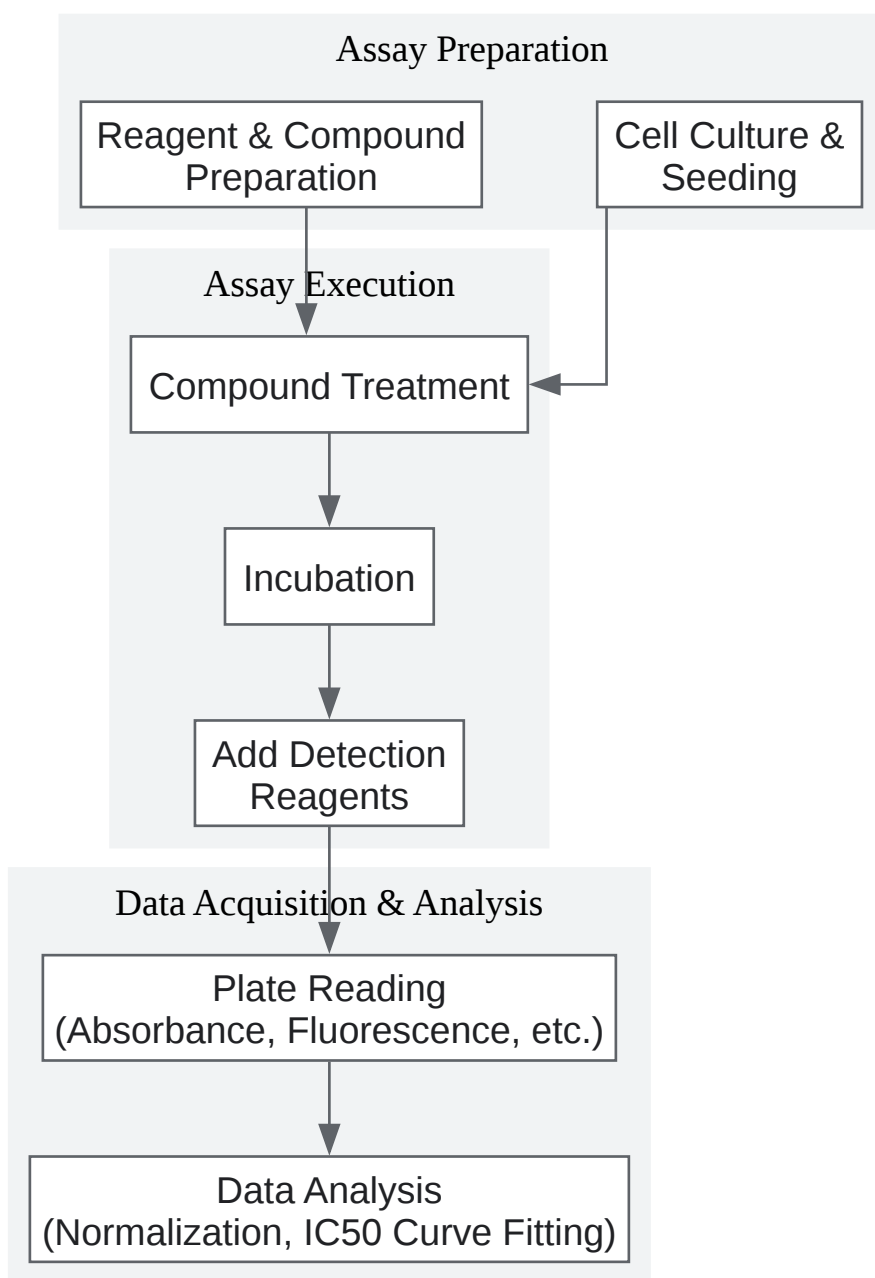 Assay Preparation
Reagent & Compound
Preparation
Cell Culture &
Seeding
Assay Execution
Compound Treatment
Incubation
Add Detection
Reagents
Data Acquisition & Analysis
Plate Reading
(Absorbance, Fluorescence, etc.)
Data Analysis
(Normalization, IC50 Curve Fitting)